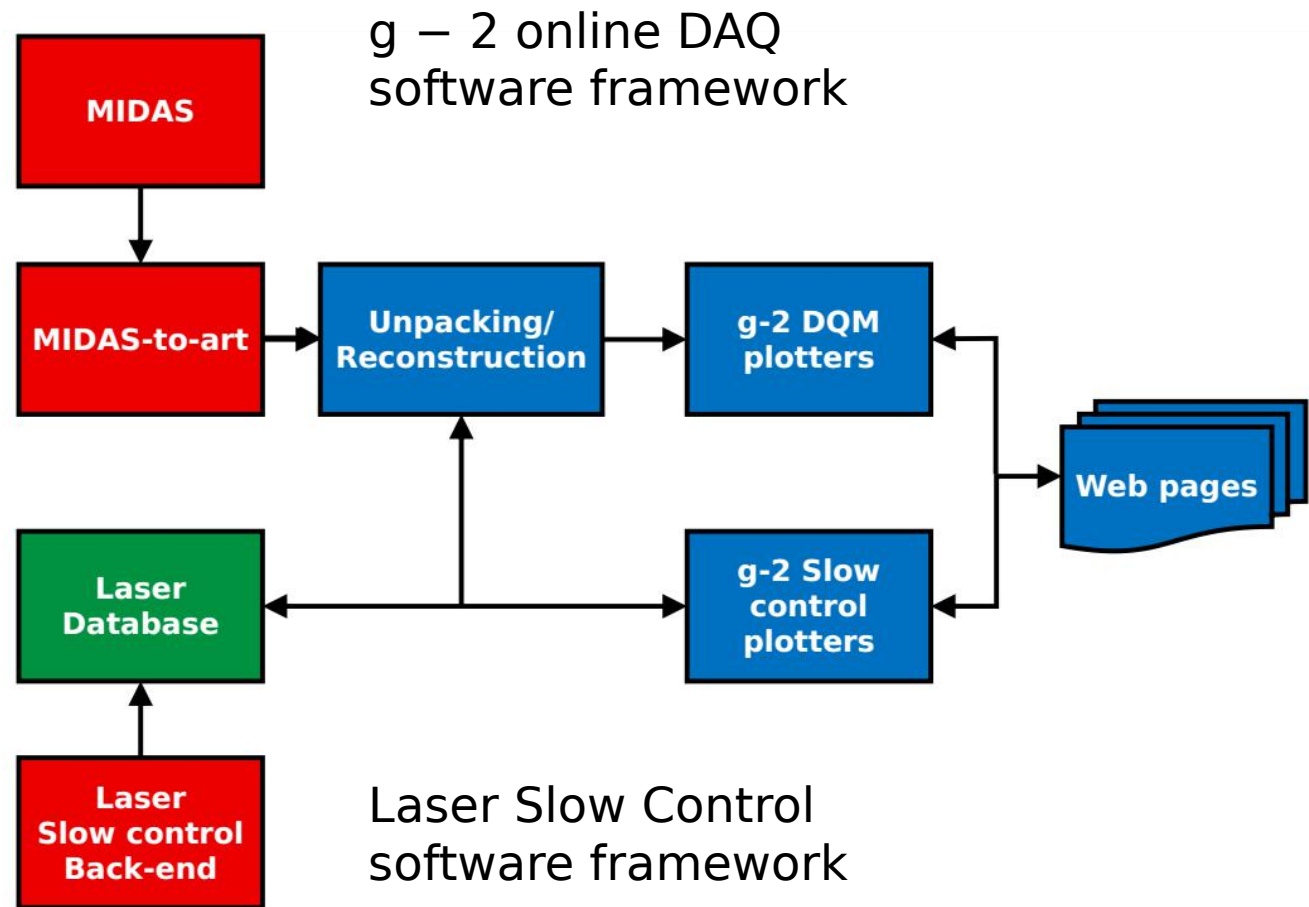 g − 2 online DAQ
software framework
MIDAS
MIDAS-to-art
Unpacking/
Reconstruction
g-2 DQM
plotters
Web pages
Laser
Database
g-2 Slow
control
plotters
Laser
Slow control
Back-end
Laser Slow Control
software framework